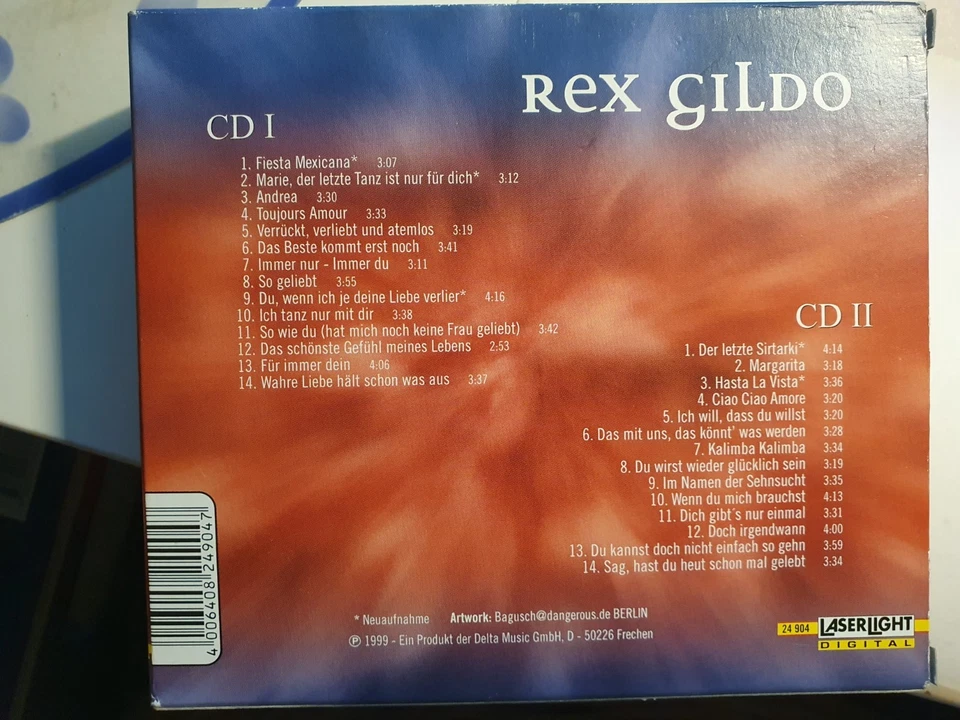 Rex Gildo
CD I
1. Fiesta Mexicana* 3:07
2. Marie, der letzte Tanz ist nur für dich* 3:12
3. Andrea 3:30
4. Toujours Amour 3:33
5. Verrückt, verliebt und atemlos 3:19
6. Das Beste kommt erst noch 3:41
7. Immer nur - Immer du 3:11
8. So geliebt 3:55
9. Du, wenn ich je deine Liebe verlier* 4:16
10. Ich tanz nur mit dir 3:38
11. So wie du (hat mich noch keine Frau geliebt) 3:42
12. Das schönste Gefühl meines Lebens 2:53
13. Für immer dein 4:06
14. Wahre Liebe hält schon was aus 3:37
CD II
1. Der letzte Sirtarki* 4:14
2. Margarita 3:18
3. Hasta La Vista* 3:36
4. Ciao Ciao Amore 3:20
5. Ich will, dass du willst 3:20
6. Das mit uns, das könnt' was werden 3:28
7. Kalimba Kalimba 3:34
8. Du wirst wieder glücklich sein 3:19
9. Im Namen der Sehnsucht 3:35
10. Wenn du mich brauchst 4:13
11. Dich gibt´s nur einmal 3:31
12. Doch irgendwann 4:00
13. Du kannst doch nicht einfach so gehn 3:59
14. Sag, hast du heut schon mal gelebt 3:34
4 006408 249047
* Neuaufnahme Artwork: Bagusch@dangerous.de BERLIN
℗ 1999 - Ein Produkt der Delta Music GmbH, D - 50226 Frechen
24 904 LASERLIGHT
DIGITAL